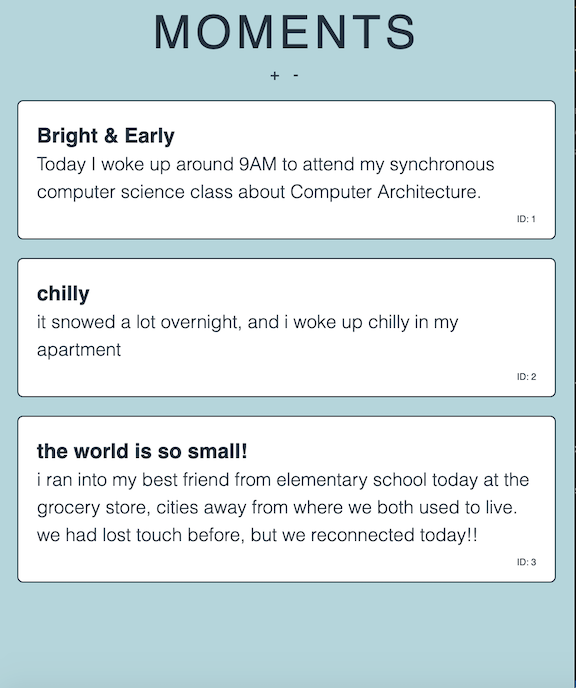 MOMENTS
+ -
Bright & Early
Today I woke up around 9AM to attend my synchronous
computer science class about Computer Architecture.
ID: 1
chilly
it snowed a lot overnight, and i woke up chilly in my
apartment
ID: 2
the world is so small!
i ran into my best friend from elementary school today at the
grocery store, cities away from where we both used to live.
we had lost touch before, but we reconnected today!!
ID: 3